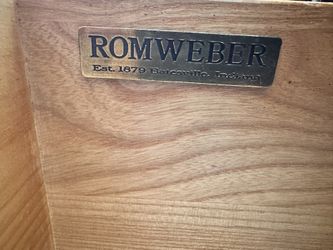 ROMWEBER
Est. 1879 Batesville, Indiana